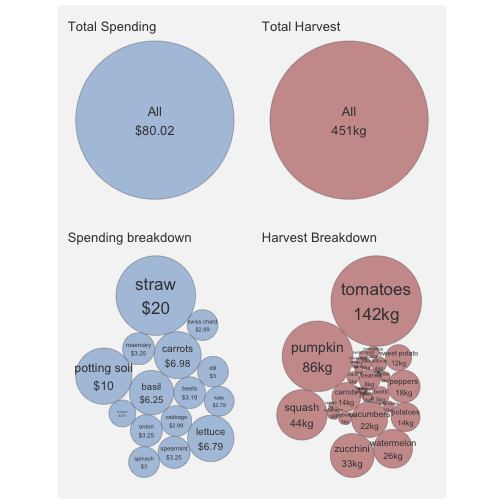 Total Spending
Total Harvest
All
$80.02
All
451kg
Spending breakdown
Harvest Breakdown
straw
$20
swiss chard
$2.99
rosemary
$3.25
carrots
$6.98
potting soil
$10
dill
$3
basil
$6.25
beets
$3.19
kale
$2.75
cabbage
$2.99
onion
$3.25
lettuce
$6.79
spearmint
$3.25
spinach
$3
tomatoes
142kg
pumpkin
86kg
sweet potato
12kg
beans
peppers
18kg
carrots
14kg
beets
squash
44kg
cucumbers
22kg
potatoes
14kg
zucchini
33kg
watermelon
26kg